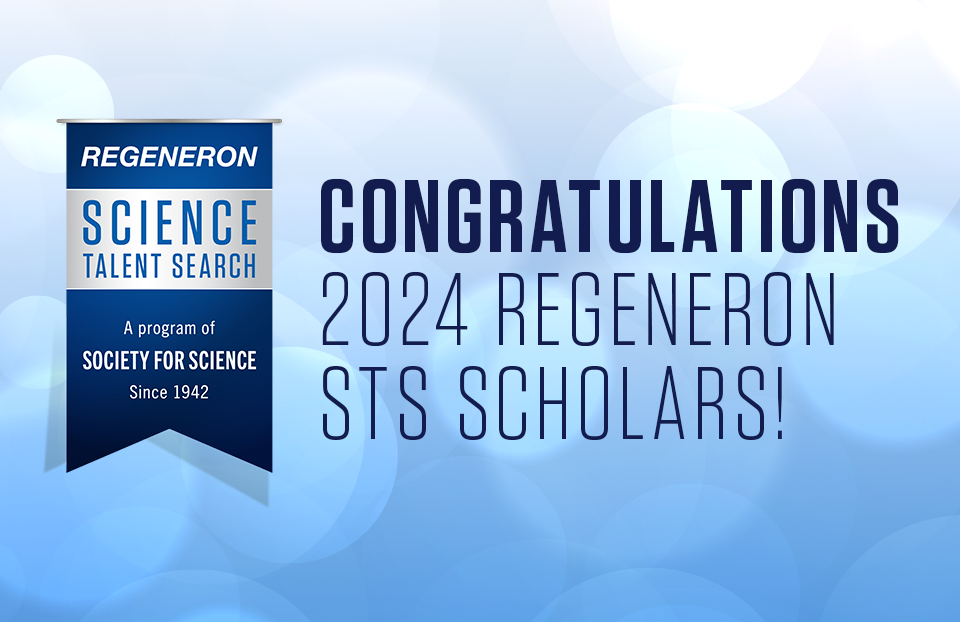 REGENERON
SCIENCE
TALENT SEARCH
A program of
SOCIETY FOR SCIENCE
Since 1942
CONGRATULATIONS
2024 REGENERON
STS SCHOLARS!